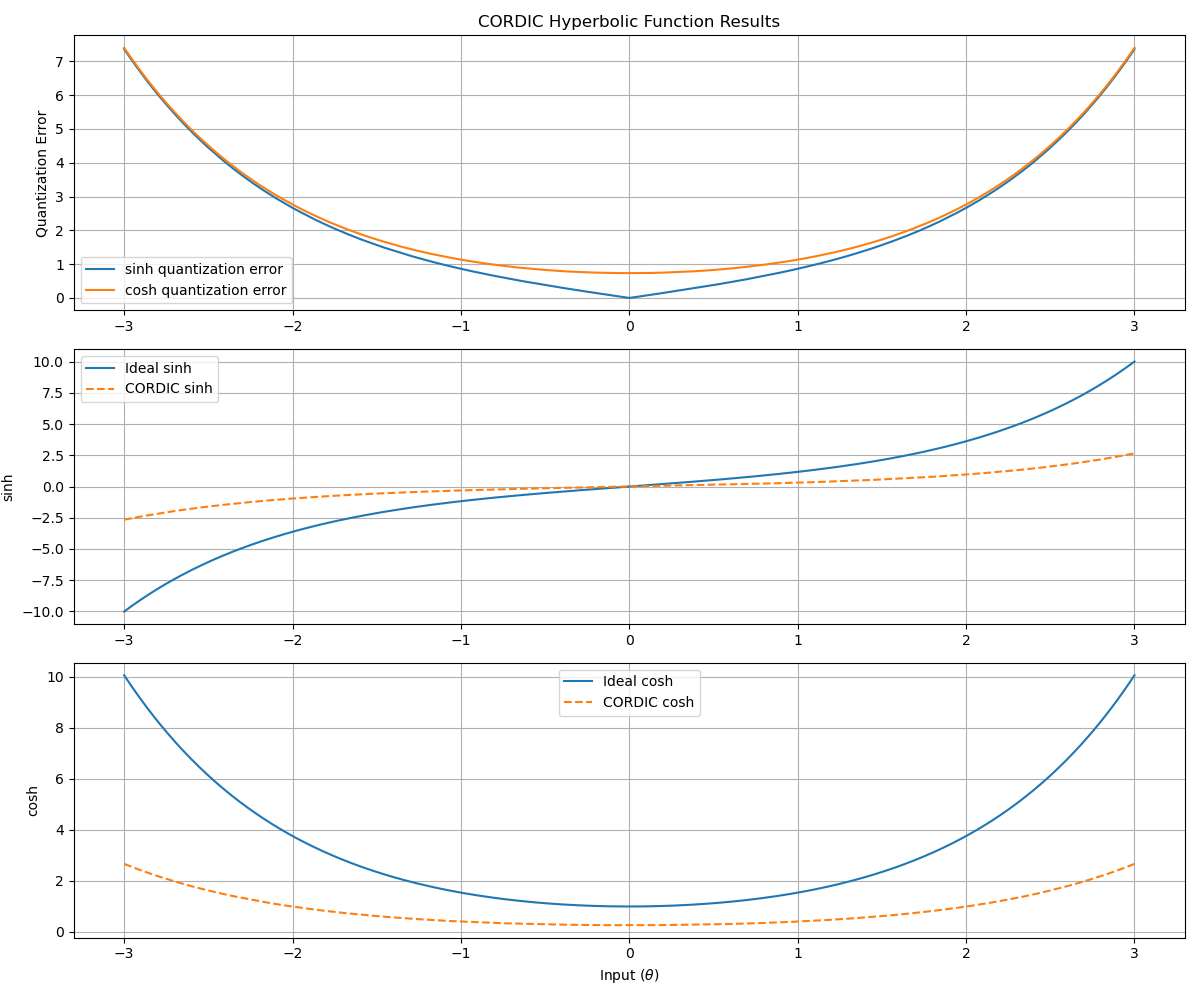 CORDIC Hyperbolic Function Results
Quantization Error
7
6
5
4
3
2
1
0
sinh quantization error
cosh quantization error
−3 −2 −1 0 1 2 3
sinh
10.0
7.5
5.0
2.5
0.0
−2.5
−5.0
−7.5
−10.0
Ideal sinh
CORDIC sinh
−3 −2 −1 0 1 2 3
cosh
10
8
6
4
2
0
Ideal cosh
CORDIC cosh
−3 −2 −1 0 1 2 3
Input (θ)